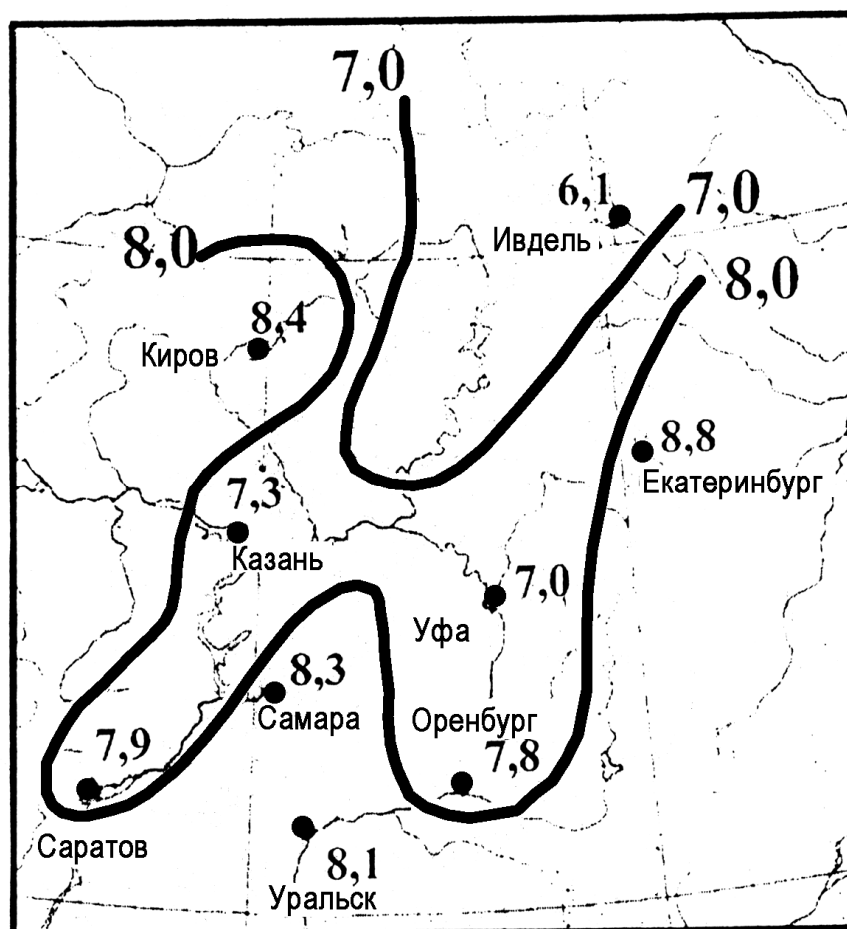 7,0
6,1
7,0
Ивдель
8,0
8,0
8,4
Киров
8,8
Екатеринбург
7,3
Казань
7,0
Уфа
8,3
Самара
Оренбург
7,9
7,8
Саратов
8,1
Уральск